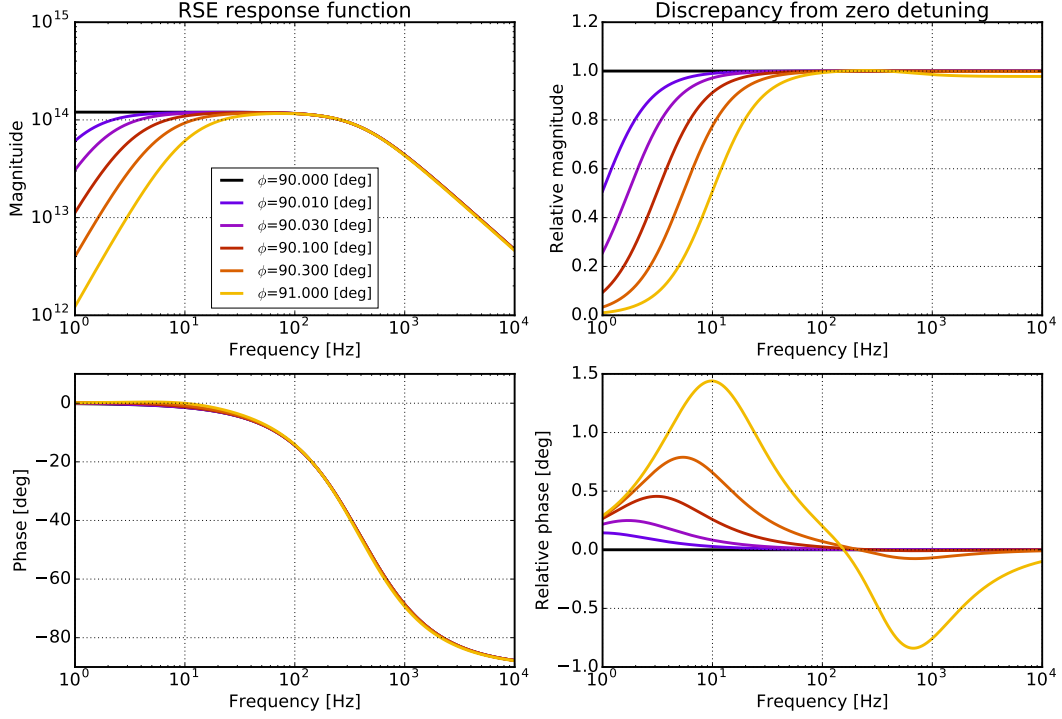 RSE response function
10^15
10^14
10^13
10^12
Magnituide
ϕ=90.000 [deg]
ϕ=90.010 [deg]
ϕ=90.030 [deg]
ϕ=90.100 [deg]
ϕ=90.300 [deg]
ϕ=91.000 [deg]
10^0 10^1 10^2 10^3 10^4
Frequency [Hz]
Discrepancy from zero detuning
1.2
1.0
0.8
0.6
0.4
0.2
0.0
Relative magnitude
10^0 10^1 10^2 10^3 10^4
Frequency [Hz]
0
−20
−40
−60
−80
Phase [deg]
10^0 10^1 10^2 10^3 10^4
Frequency [Hz]
1.5
1.0
0.5
0.0
−0.5
−1.0
Relative phase [deg]
10^0 10^1 10^2 10^3 10^4
Frequency [Hz]